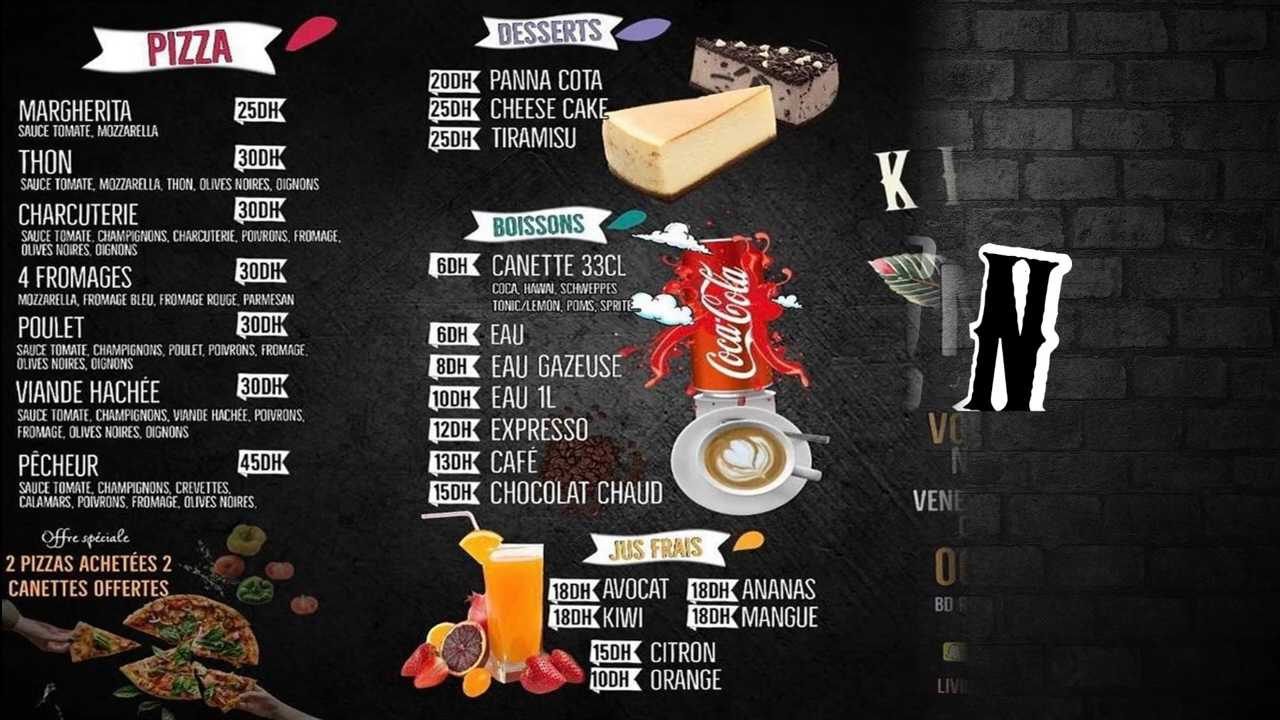 PIZZA
MARGHERITA 25DH
SAUCE TOMATE, MOZZARELLA
THON 30DH
SAUCE TOMATE, MOZZARELLA, THON, OLIVES NOIRES, OIGNONS
CHARCUTERIE 30DH
SAUCE TOMATE, CHAMPIGNONS, CHARCUTERIE, POIVRONS, FROMAGE,
OLIVES NOIRES, OIGNONS
4 FROMAGES 30DH
MOZZARELLA, FROMAGE BLEU, FROMAGE ROUGE, PARMESAN
POULET 30DH
SAUCE TOMATE, CHAMPIGNONS, POULET, POIVRONS, FROMAGE,
OLIVES NOIRES, OIGNONS
VIANDE HACHÉE 30DH
SAUCE TOMATE, CHAMPIGNONS, VIANDE HACHÉE, POIVRONS,
FROMAGE, OLIVES NOIRES, OIGNONS
PÊCHEUR 45DH
SAUCE TOMATE, CHAMPIGNONS, CREVETTES,
CALAMARS, POIVRONS, FROMAGE, OLIVES NOIRES,
Offre spéciale
2 PIZZAS ACHETÉES 2
CANETTES OFFERTES
DESSERTS
20DH PANNA COTA
25DH CHEESE CAKE
25DH TIRAMISU
BOISSONS
6DH CANETTE 33CL
COCA, HAWAI, SCHWEPPES
TONIC/LEMON, POMS, SPRITE
Coca-Cola
6DH EAU
8DH EAU GAZEUSE
10DH EAU 1L
12DH EXPRESSO
13DH CAFÉ
15DH CHOCOLAT CHAUD
JUS FRAIS
18DH AVOCAT 18DH ANANAS
18DH KIWI 18DH MANGUE
15DH CITRON
10DH ORANGE
K
N
VENE
BD